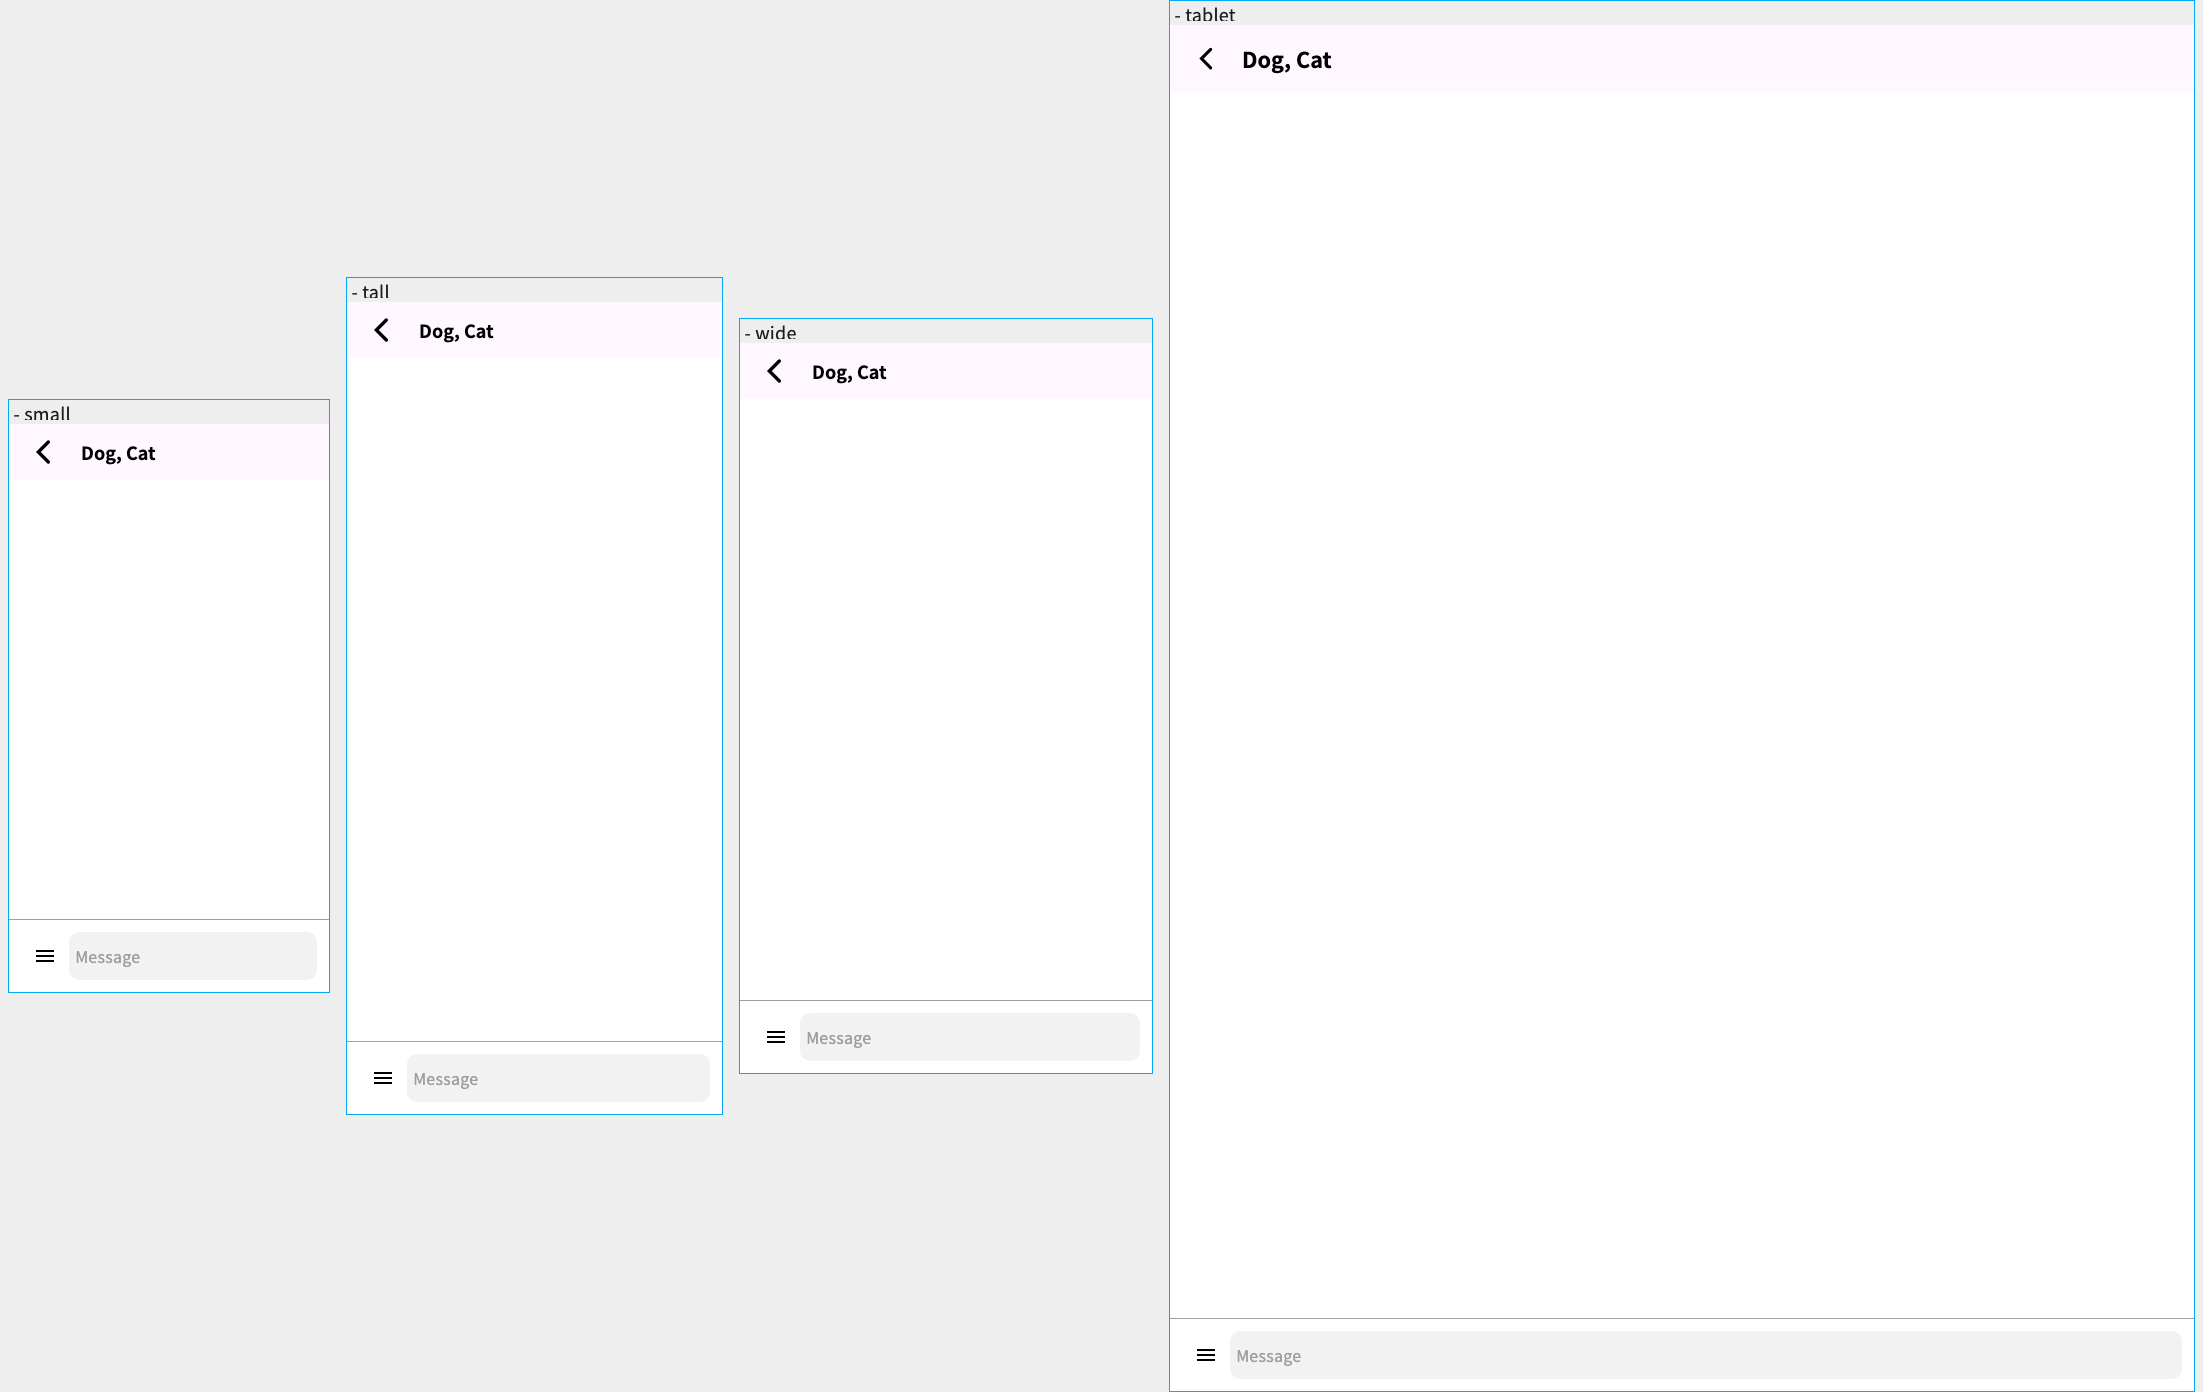 - small
Dog, Cat
Message
- tall
Dog, Cat
Message
- wide
Dog, Cat
Message
- tablet
Dog, Cat
Message